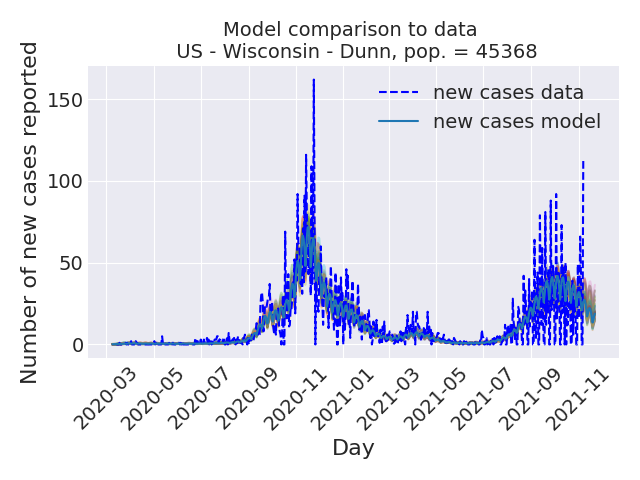 Model comparison to data
US - Wisconsin - Dunn, pop. = 45368
new cases data
new cases model
Number of new cases reported
150
100
50
0
2020-03
2020-05
2020-07
2020-09
2020-11
2021-01
2021-03
2021-05
2021-07
2021-09
2021-11
Day